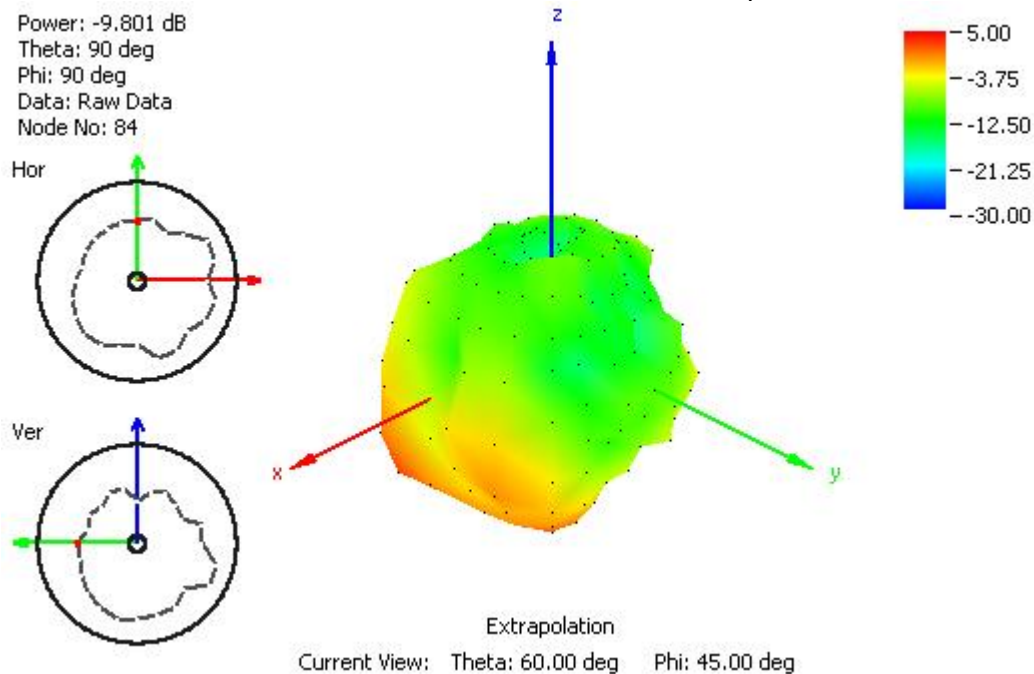 Power: -9.801 dB
Theta: 90 deg
Phi: 90 deg
Data: Raw Data
Node No: 84
Hor
Ver
z
x
y
5.00
-3.75
-12.50
-21.25
-30.00
Extrapolation
Current View: Theta: 60.00 deg Phi: 45.00 deg